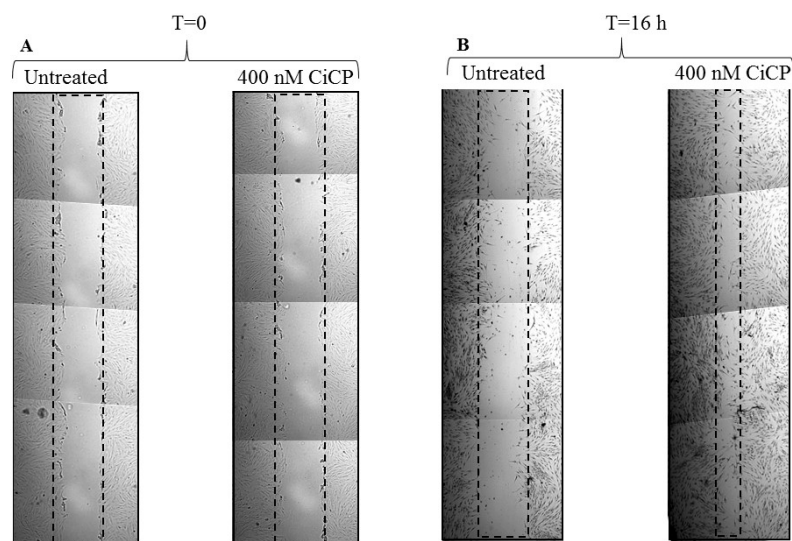 T=0
A
Untreated
400 nM CiCP
T=16 h
B
Untreated
400 nM CiCP